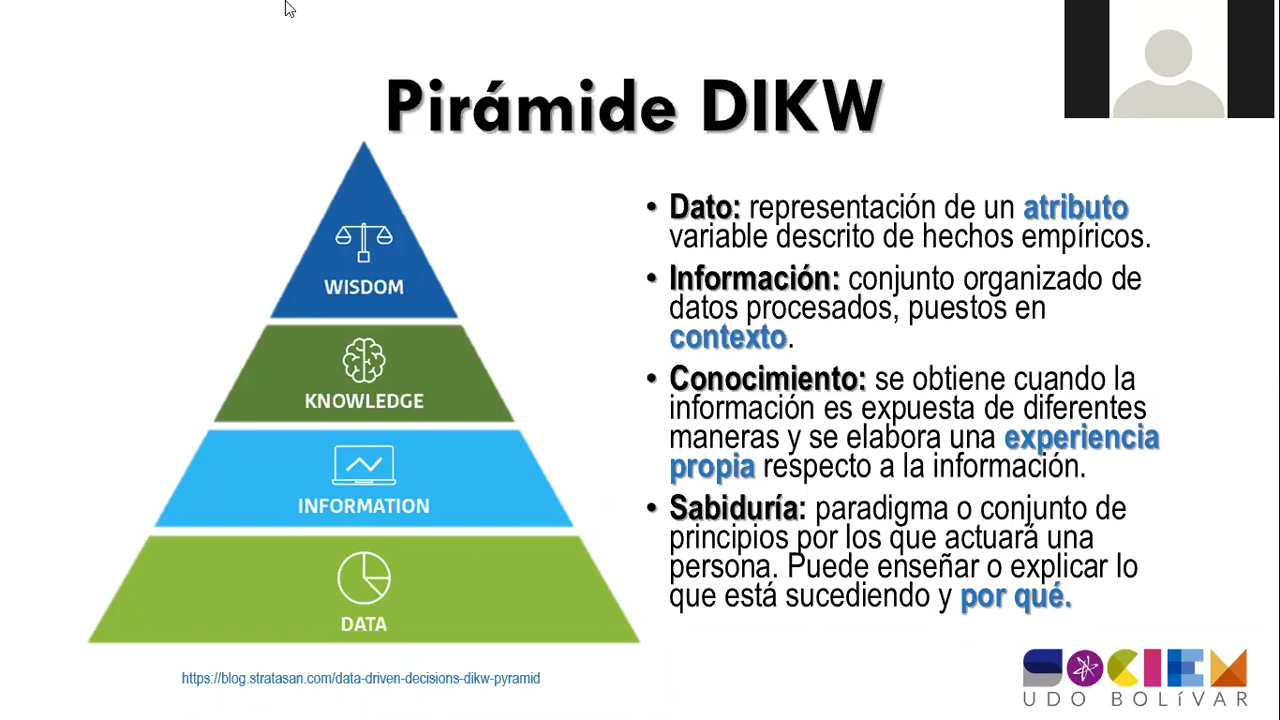 Pirámide DIKW
WISDOM
KNOWLEDGE
INFORMATION
DATA
• Dato: representación de un atributo
variable descrito de hechos empíricos.
• Información: conjunto organizado de
datos procesados, puestos en
contexto.
• Conocimiento: se obtiene cuando la
información es expuesta de diferentes
maneras y se elabora una experiencia
propia respecto a la información.
• Sabiduría: paradigma o conjunto de
principios por los que actuará una
persona. Puede enseñar o explicar lo
que está sucediendo y por qué.
https://blog.stratasan.com/data-driven-decisions-dikw-pyramid
SOCIEM
UDO BOLíVAR